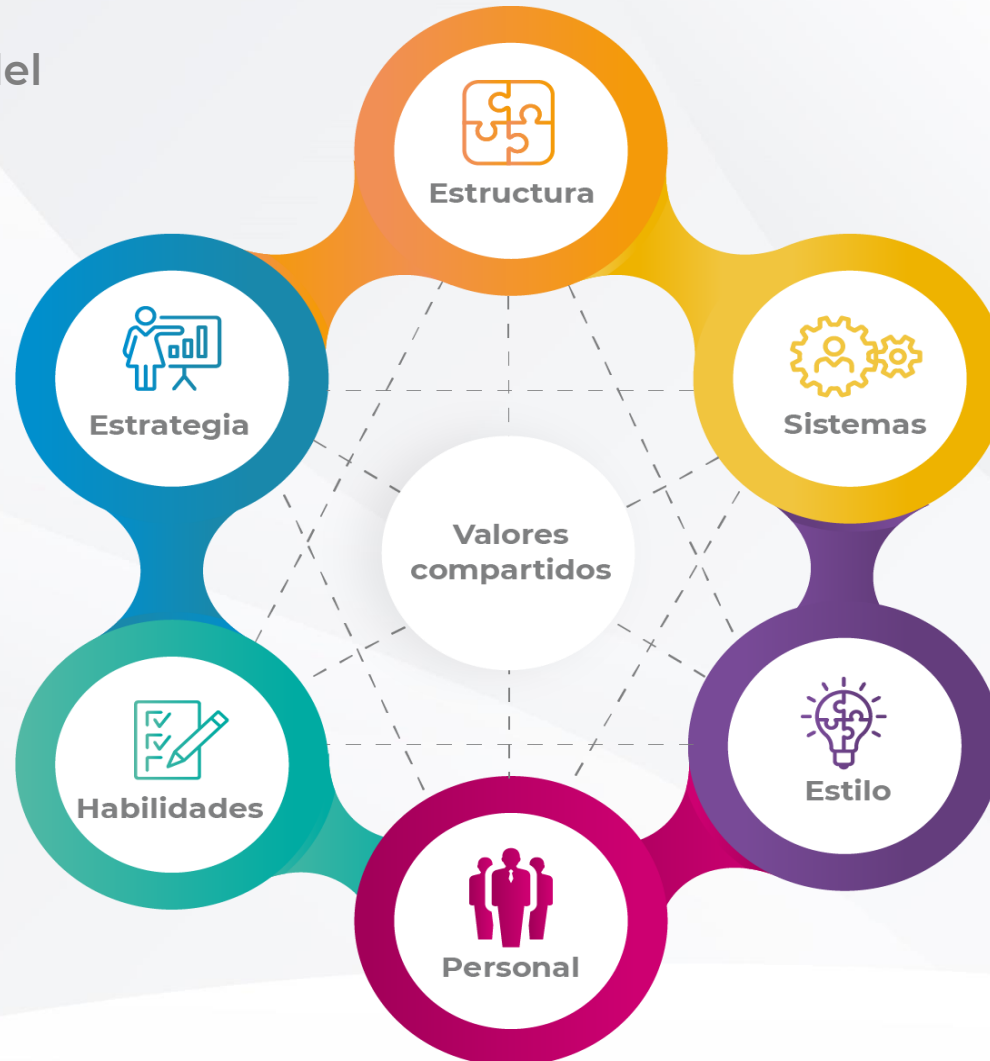 Estructura
Estrategia
Sistemas
Valores
compartidos
Habilidades
Estilo
Personal